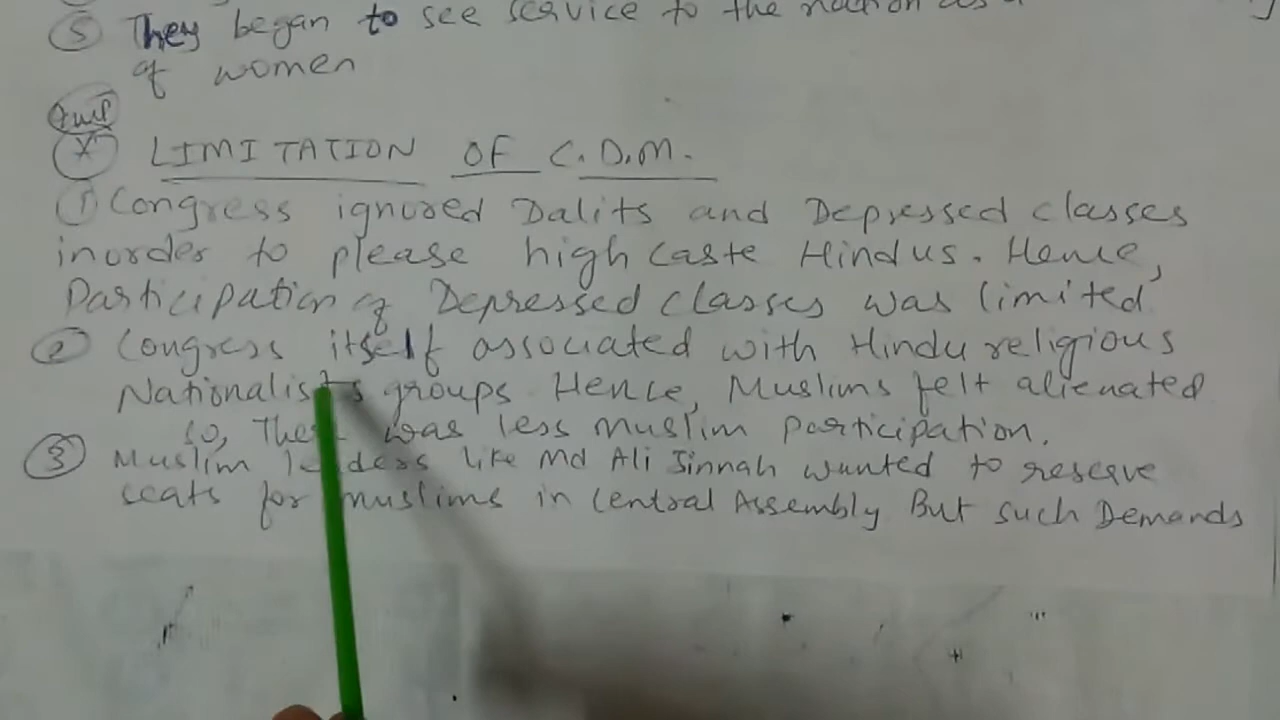 ⑤ They began to see service to the nation as a
of women
Imp
* LIMITATION OF C.D.M.
① Congress ignored Dalits and Depressed classes
inorder to please high caste Hindus. Hence,
Participation of Depressed classes was limited
② Congress itself associated with Hindu religious
Nationalists groups. Hence, Muslims felt alienated
so, There was less muslim participation.
③ Muslim leaders like Md Ali Jinnah wanted to reserve
seats for muslims in Central Assembly But such Demands